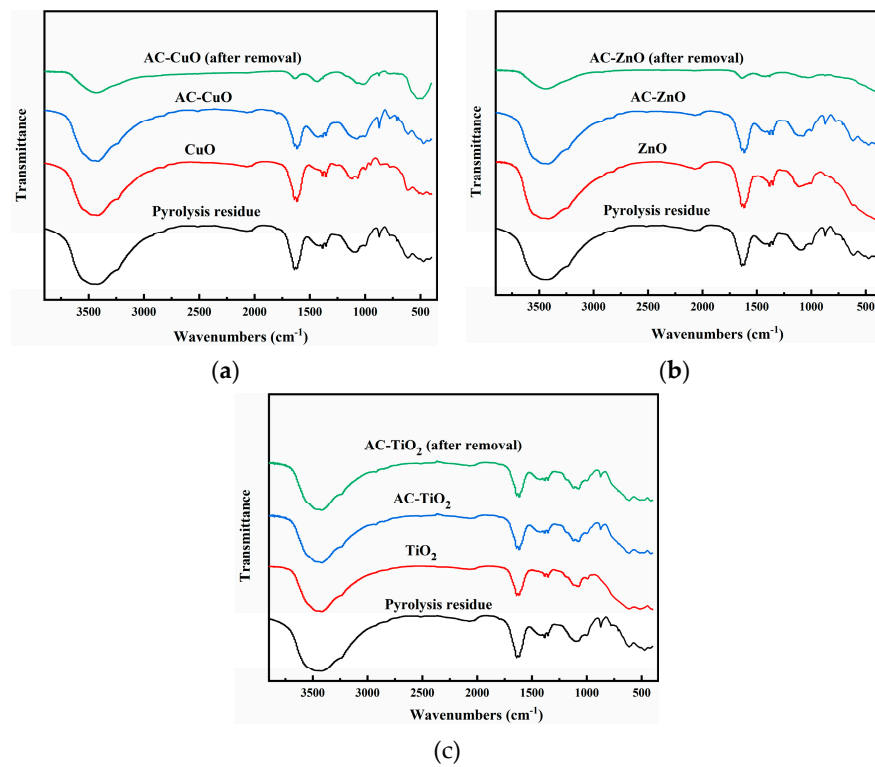 AC-CuO (after removal)
AC-CuO
CuO
Pyrolysis residue
Transmittance
3500 3000 2500 2000 1500 1000 500
Wavenumbers (cm⁻¹)
(a)
AC-ZnO (after removal)
AC-ZnO
ZnO
Pyrolysis residue
Transmittance
3500 3000 2500 2000 1500 1000 500
Wavenumbers (cm⁻¹)
(b)
AC-TiO₂ (after removal)
AC-TiO₂
TiO₂
Pyrolysis residue
Transmittance
3500 3000 2500 2000 1500 1000 500
Wavenumbers (cm⁻¹)
(c)